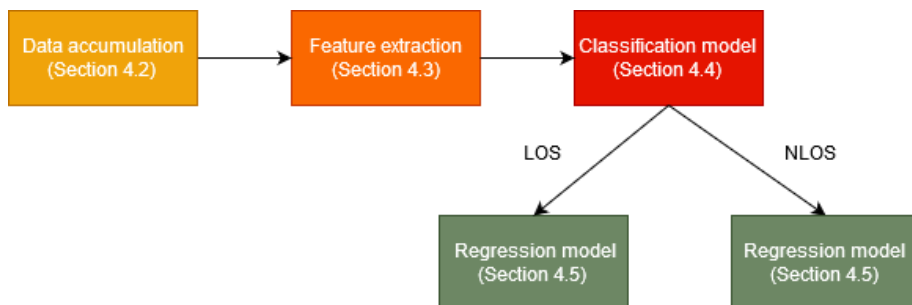 Data accumulation
(Section 4.2)
Feature extraction
(Section 4.3)
Classification model
(Section 4.4)
LOS
NLOS
Regression model
(Section 4.5)
Regression model
(Section 4.5)